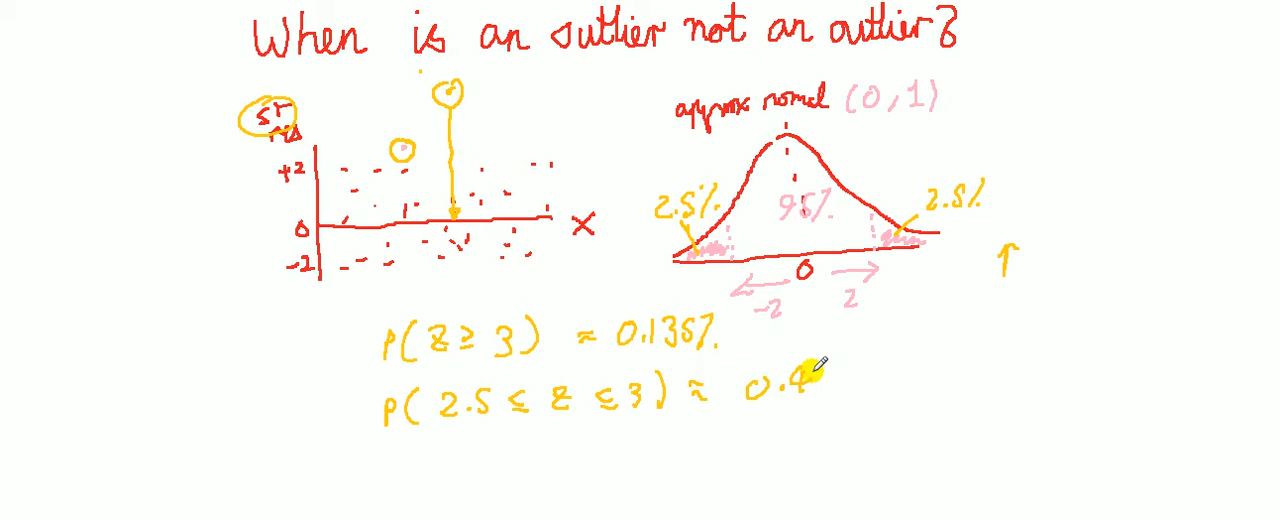 When is an outlier not an outlier?
ST
+2
0
-2
X
approx normal (0,1)
2.5%
95%
2.5%
0
-2
2
P(Z ≥ 3) ≈ 0.135%
P(2.5 ≤ Z ≤ 3) ≈ 0.4